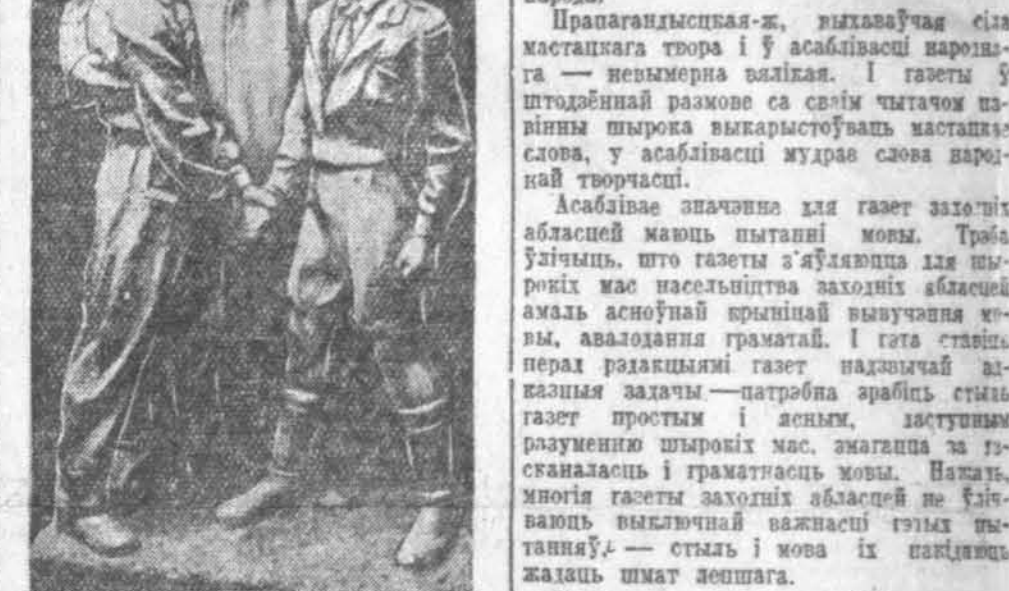 Прапагандысцкая-ж, выхаваўчая сіла
мастацкага твора і ў асаблівасці народна-
га — невымерна вялікая. І газеты ў
штодзённай размове са сваім чытачом па-
вінны шырока выкарыстоўваць мастацкае
слова, у асаблівасці мудрае слова народ-
най творчасці.
Асаблівае значэнне для газет заходніх
абласцей маюць пытанні мовы. Трэба
ўлічыць, што газеты з'яўляюцца для шы-
рокіх мас насельніцтва заходніх абласцей
амаль асноўнай крыніцай вывучэння мо-
вы, авалодання граматай. І гэта ставіць
перад рэдакцыямі газет надзвычай ад-
казныя задачы — патрэбна зрабіць стыль
газет простым і ясным, даступным
разуменню шырокіх мас, змагацца за да-
сканаласць і граматнасць мовы. Нажаль,
многія газеты заходніх абласцей не ўліч-
ваюць выключнай важнасці гэтых пы-
танняў, — стыль і мова іх пакідаюць
жадаць шмат лепшага.